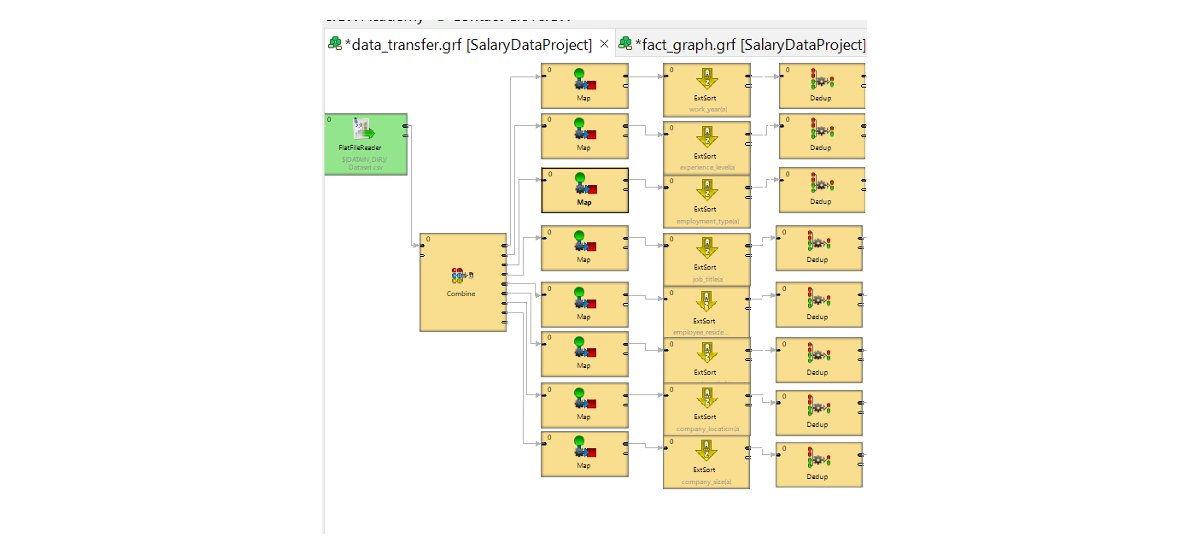 *data_transfer.grf [SalaryDataProject]
*fact_graph.grf [SalaryDataProject]
0
Map
0
ExtSort
work_year(a)
0
Dedup
0
FlatFileReader
Dataset.csv
0
Map
0
ExtSort
experience_level(a)
0
Dedup
0
Map
0
ExtSort
employment_type(a)
0
Dedup
0
Combine
0
Map
0
ExtSort
job_title(a)
0
Dedup
0
Map
0
ExtSort
employee_reside...
0
Dedup
0
Map
0
ExtSort
0
Dedup
0
Map
0
ExtSort
company_location(a)
0
Dedup
0
Map
0
ExtSort
company_size(a)
0
Dedup